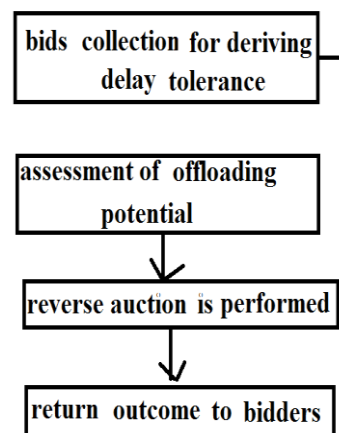 bids collection for deriving
delay tolerance
assessment of offloading
potential
reverse auction is performed
return outcome to bidders